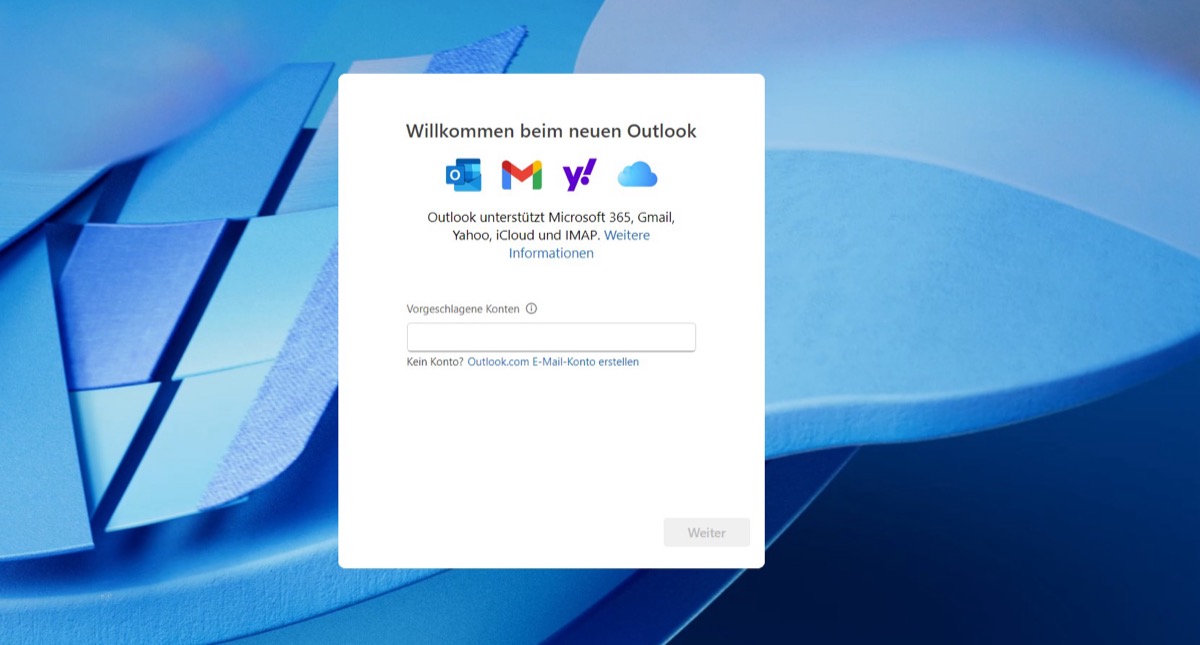 Willkommen beim neuen Outlook
Outlook unterstützt Microsoft 365, Gmail,
Yahoo, iCloud und IMAP. Weitere
Informationen
Vorgeschlagene Konten
Kein Konto? Outlook.com E-Mail-Konto erstellen
Weiter